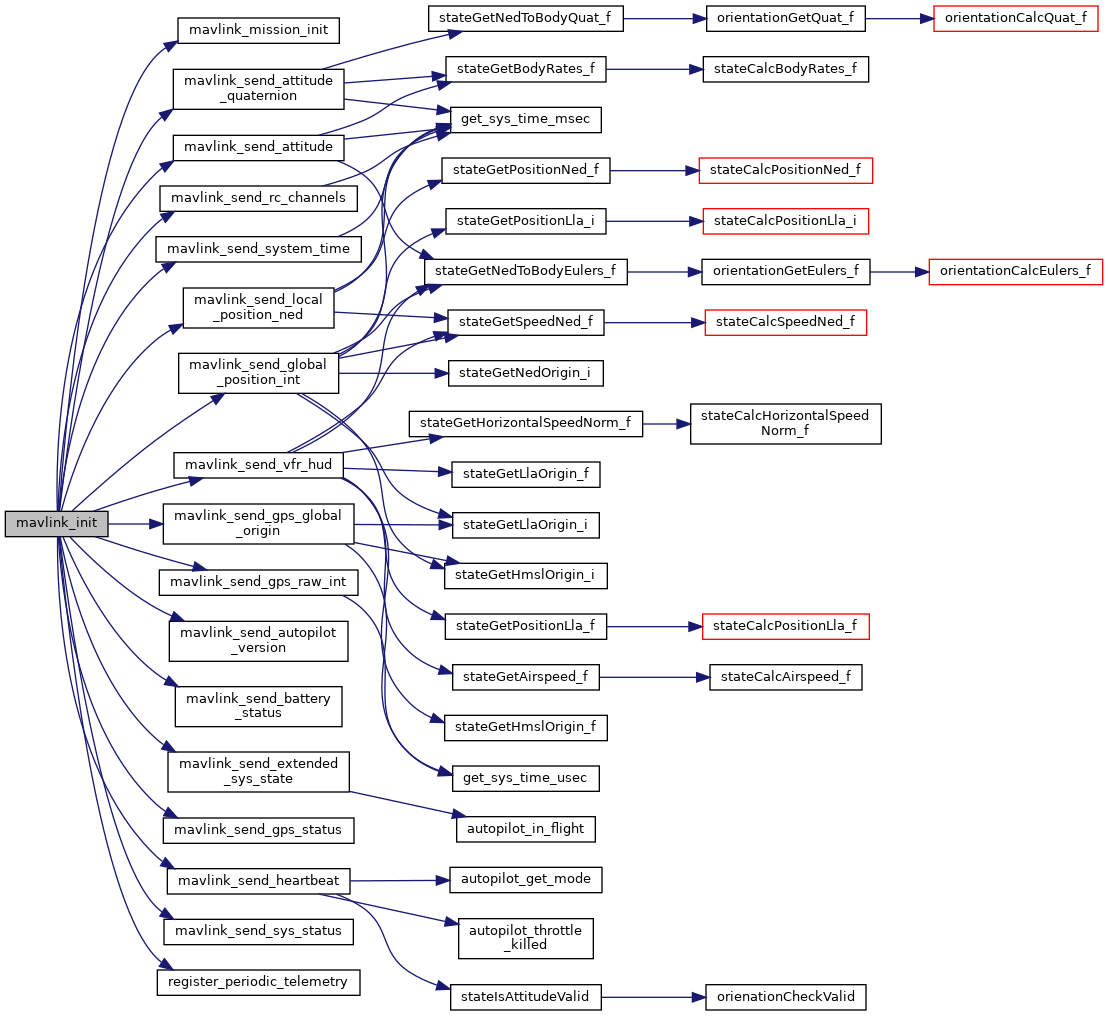 mavlink_init
mavlink_mission_init
mavlink_send_attitude
_quaternion
mavlink_send_attitude
mavlink_send_rc_channels
mavlink_send_system_time
mavlink_send_local
_position_ned
mavlink_send_global
_position_int
mavlink_send_vfr_hud
mavlink_send_gps_global
_origin
mavlink_send_gps_raw_int
mavlink_send_autopilot
_version
mavlink_send_battery
_status
mavlink_send_extended
_sys_state
mavlink_send_gps_status
mavlink_send_heartbeat
mavlink_send_sys_status
register_periodic_telemetry
stateGetNedToBodyQuat_f
stateGetBodyRates_f
get_sys_time_msec
stateGetPositionNed_f
stateGetPositionLla_i
stateGetNedToBodyEulers_f
stateGetSpeedNed_f
stateGetNedOrigin_i
stateGetHorizontalSpeedNorm_f
stateGetLlaOrigin_f
stateGetLlaOrigin_i
stateGetHmslOrigin_i
stateGetPositionLla_f
stateGetAirspeed_f
stateGetHmslOrigin_f
get_sys_time_usec
autopilot_in_flight
autopilot_get_mode
autopilot_throttle
_killed
stateIsAttitudeValid
orientationGetQuat_f
stateCalcBodyRates_f
stateCalcPositionNed_f
stateCalcPositionLla_i
orientationGetEulers_f
stateCalcSpeedNed_f
stateCalcHorizontalSpeed
Norm_f
stateCalcPositionLla_f
stateCalcAirspeed_f
orienationCheckValid
orientationCalcQuat_f
orientationCalcEulers_f